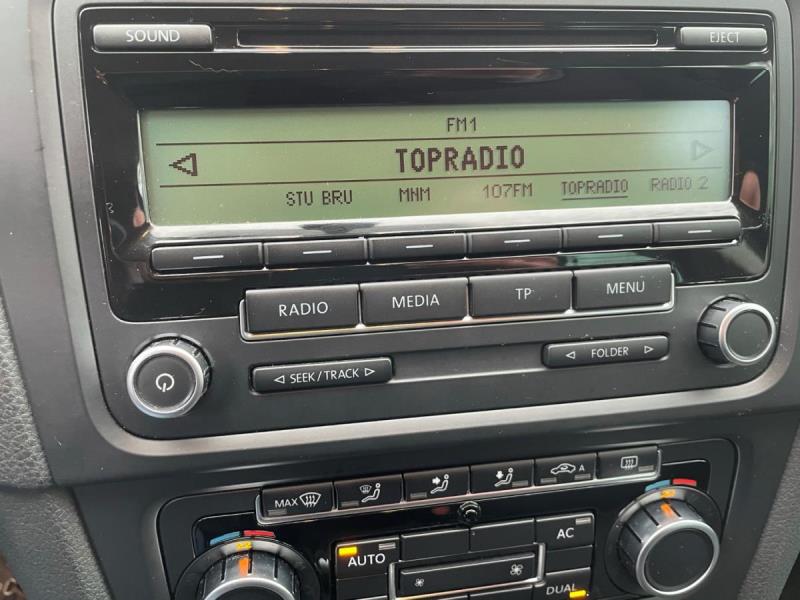 SOUND EJECT
FM1
TOPRADIO
STU BRU MNM 107FM TOPRADIO RADIO 2
RADIO MEDIA TP MENU
SEEK/TRACK FOLDER
MAX A
AUTO AC
DUAL